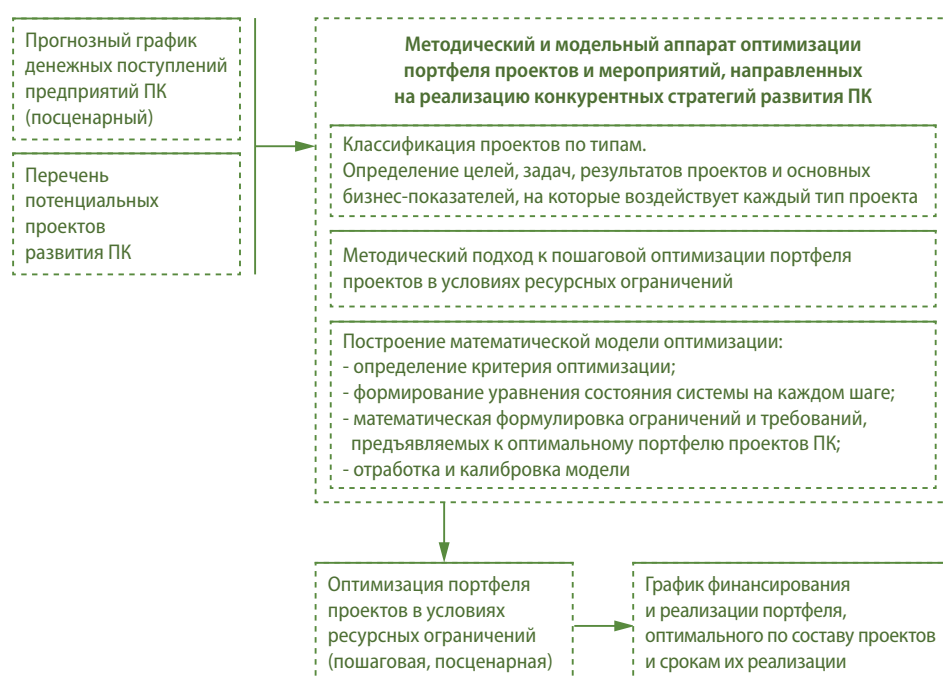 Прогнозный график
денежных поступлений
предприятий ПК
(посценарный)
Перечень
потенциальных
проектов
развития ПК
Методический и модельный аппарат оптимизации
портфеля проектов и мероприятий, направленных
на реализацию конкурентных стратегий развития ПК
Классификация проектов по типам.
Определение целей, задач, результатов проектов и основных
бизнес-показателей, на которые воздействует каждый тип проекта
Методический подход к пошаговой оптимизации портфеля
проектов в условиях ресурсных ограничений
Построение математической модели оптимизации:
- определение критерия оптимизации;
- формирование уравнения состояния системы на каждом шаге;
- математическая формулировка ограничений и требований,
предъявляемых к оптимальному портфелю проектов ПК;
- отработка и калибровка модели
Оптимизация портфеля
проектов в условиях
ресурсных ограничений
(пошаговая, посценарная)
График финансирования
и реализации портфеля,
оптимального по составу проектов
и срокам их реализации